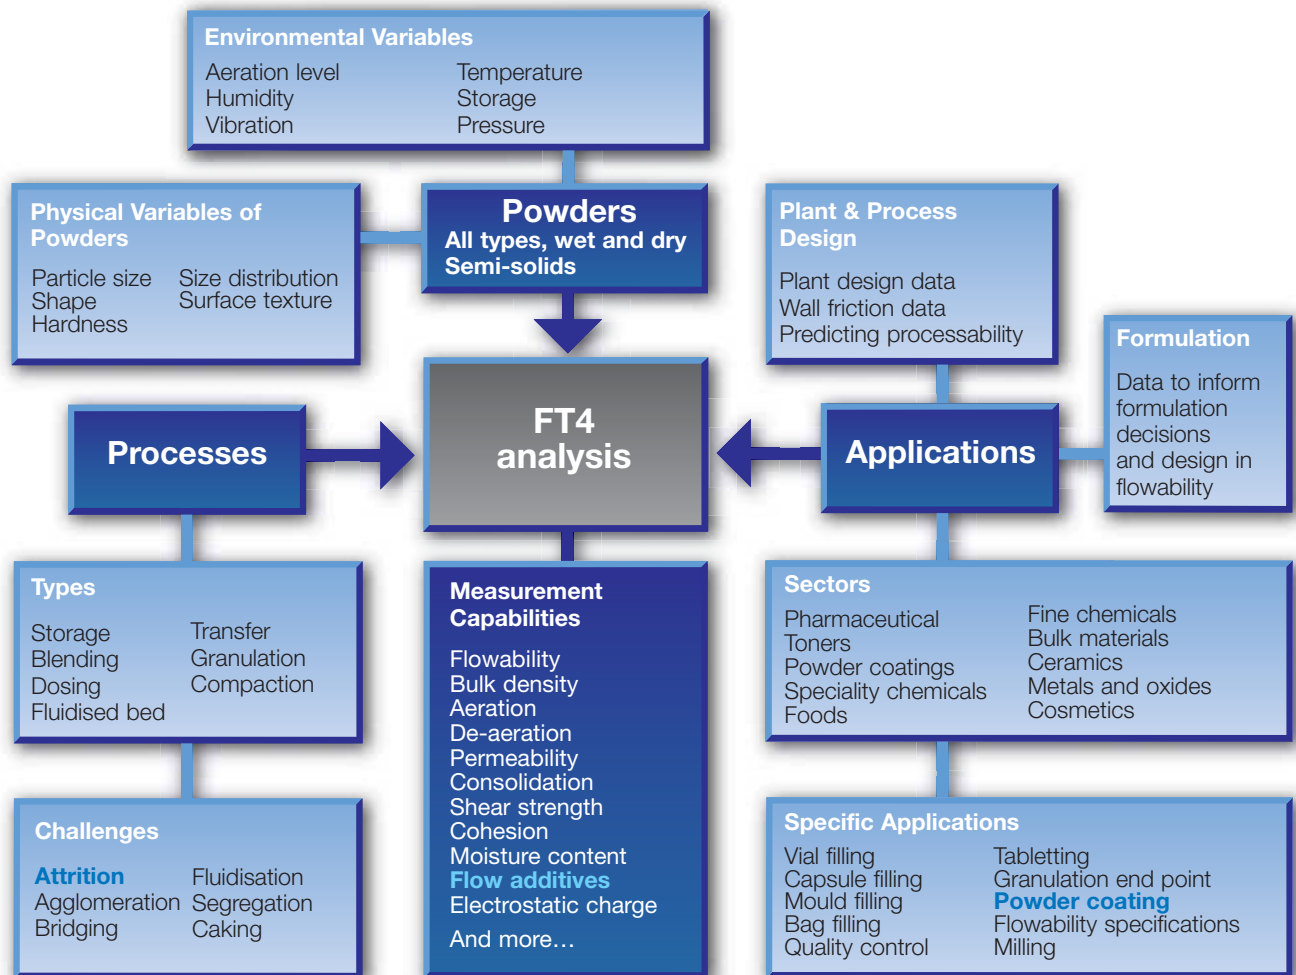 Environmental Variables
Aeration level
Humidity
Vibration
Temperature
Storage
Pressure
Physical Variables of
Powders
Particle size
Shape
Hardness
Size distribution
Surface texture
Powders
All types, wet and dry
Semi-solids
Plant & Process
Design
Plant design data
Wall friction data
Predicting processability
Formulation
Data to inform
formulation
decisions
and design in
flowability
Processes
FT4
analysis
Applications
Types
Storage
Blending
Dosing
Fluidised bed
Transfer
Granulation
Compaction
Measurement
Capabilities
Flowability
Bulk density
Aeration
De-aeration
Permeability
Consolidation
Shear strength
Cohesion
Moisture content
Flow additives
Electrostatic charge
And more…
Sectors
Pharmaceutical
Toners
Powder coatings
Speciality chemicals
Foods
Fine chemicals
Bulk materials
Ceramics
Metals and oxides
Cosmetics
Challenges
Attrition
Agglomeration
Bridging
Fluidisation
Segregation
Caking
Specific Applications
Vial filling
Capsule filling
Mould filling
Bag filling
Quality control
Tabletting
Granulation end point
Powder coating
Flowability specifications
Milling